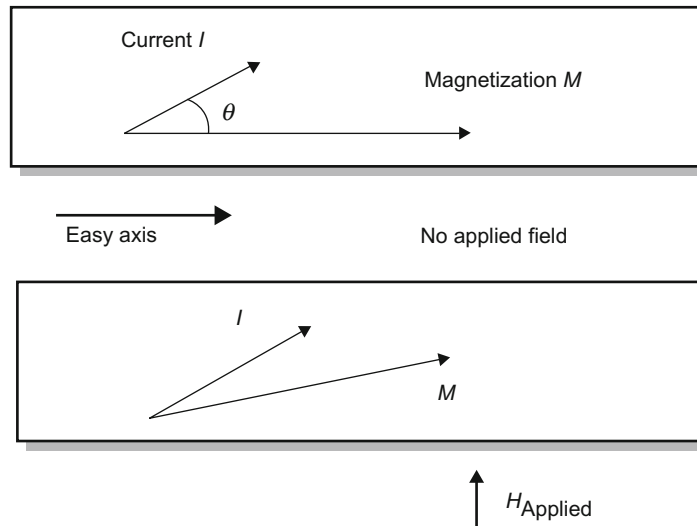 Current I
Magnetization M
θ
Easy axis
No applied field
I
M
HApplied